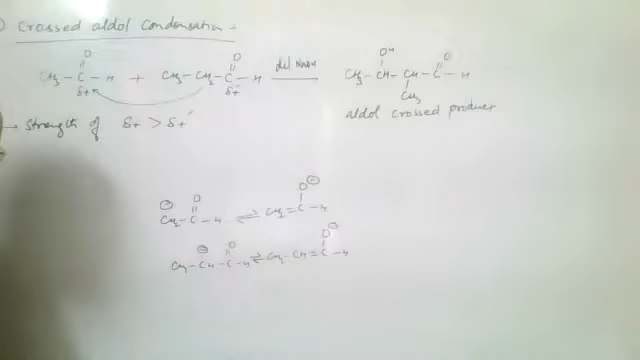 ) Crossed aldol Condensation :-
CH₃ - C(=O) - H + CH₃ - CH₂ - C(=O) - H dil NaOH → CH₃ - CH(OH) - CH(CH₃) - C(=O) - H
δ+ δ+'
aldol crossed product
→ Strength of δ+ > δ+'
⊖CH₂ - C(=O) - H ⇌ CH₂ = C(O⊖) - H
CH₃ - CH⊖ - C(=O) - H ⇌ CH₃ - CH = C(O⊖) - H